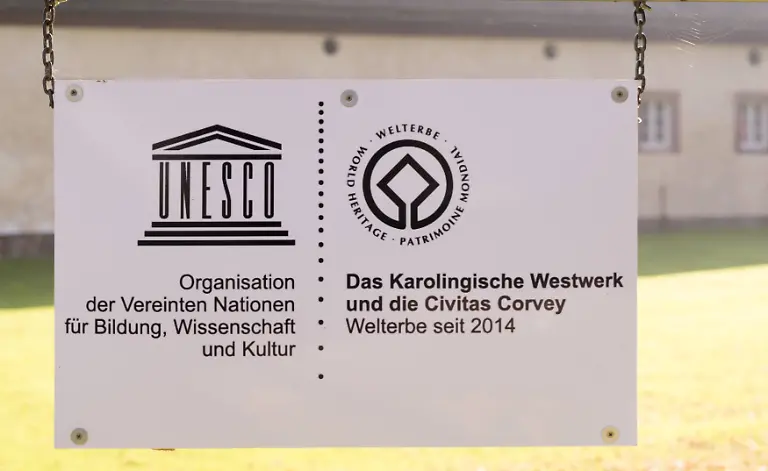 UNESCO
Organisation
der Vereinten Nationen
für Bildung, Wissenschaft
und Kultur
· WELTERBE · PATRIMOINE MONDIAL · WORLD HERITAGE
Das Karolingische Westwerk
und die Civitas Corvey
Welterbe seit 2014